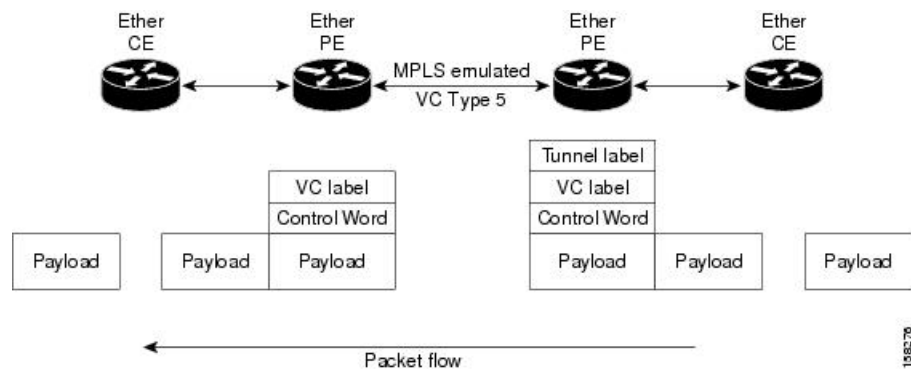 Ether
CE
Ether
PE
Ether
PE
Ether
CE
MPLS emulated
VC Type 5
Tunnel label
VC label
VC label
Control Word
Control Word
Payload
Payload
Payload
Payload
Payload
Payload
Packet flow
158276